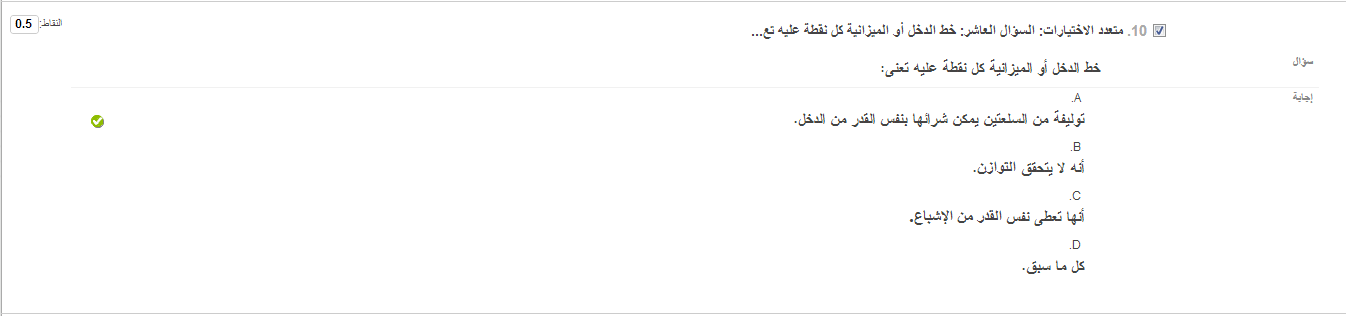 10. متعدد الاختيارات: السؤال العاشر: خط الدخل أو الميزانية كل نقطة عليه تع...
النقاط: 0.5
سؤال
خط الدخل أو الميزانية كل نقطة عليه تعنى:
إجابة
A.
توليفة من السلعتين يمكن شرائها بنفس القدر من الدخل.
B.
أنه لا يتحقق التوازن.
C.
أنها تعطى نفس القدر من الإشباع.
D.
كل ما سبق.